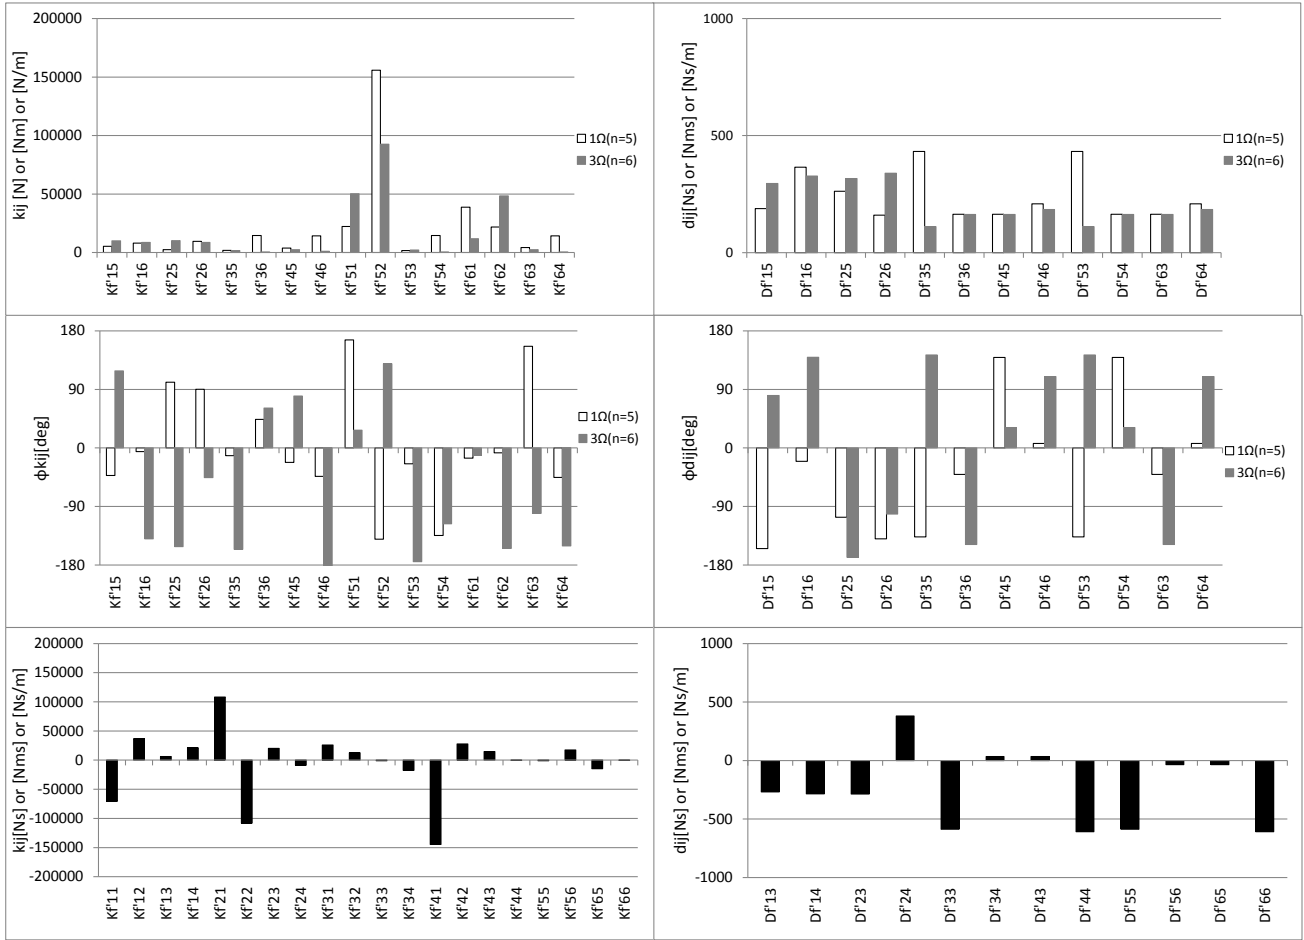 kij [N] or [Nm] or [N/m]
200000
150000
100000
50000
0
1Ω(n=5)
3Ω(n=6)
Kf'15 Kf'16 Kf'25 Kf'26 Kf'35 Kf'36 Kf'45 Kf'46 Kf'51 Kf'52 Kf'53 Kf'54 Kf'61 Kf'62 Kf'63 Kf'64
dij[Ns] or [Nms] or [Ns/m]
1000
500
0
1Ω(n=5)
3Ω(n=6)
Df'15 Df'16 Df'25 Df'26 Df'35 Df'36 Df'45 Df'46 Df'53 Df'54 Df'63 Df'64
ϕkij[deg]
180
90
0
-90
-180
1Ω(n=5)
3Ω(n=6)
Kf'15 Kf'16 Kf'25 Kf'26 Kf'35 Kf'36 Kf'45 Kf'46 Kf'51 Kf'52 Kf'53 Kf'54 Kf'61 Kf'62 Kf'63 Kf'64
ϕdij[deg]
180
90
0
-90
-180
1Ω(n=5)
3Ω(n=6)
Df'15 Df'16 Df'25 Df'26 Df'35 Df'36 Df'45 Df'46 Df'53 Df'54 Df'63 Df'64
kij[Ns] or [Nms] or [Ns/m]
200000
150000
100000
50000
0
-50000
-100000
-150000
-200000
Kf'11 Kf'12 Kf'13 Kf'14 Kf'21 Kf'22 Kf'23 Kf'24 Kf'31 Kf'32 Kf'33 Kf'34 Kf'41 Kf'42 Kf'43 Kf'44 Kf'55 Kf'56 Kf'65 Kf'66
dij[Ns] or [Nms] or [Ns/m]
1000
500
0
-500
-1000
Df'13 Df'14 Df'23 Df'24 Df'33 Df'34 Df'43 Df'44 Df'55 Df'56 Df'65 Df'66